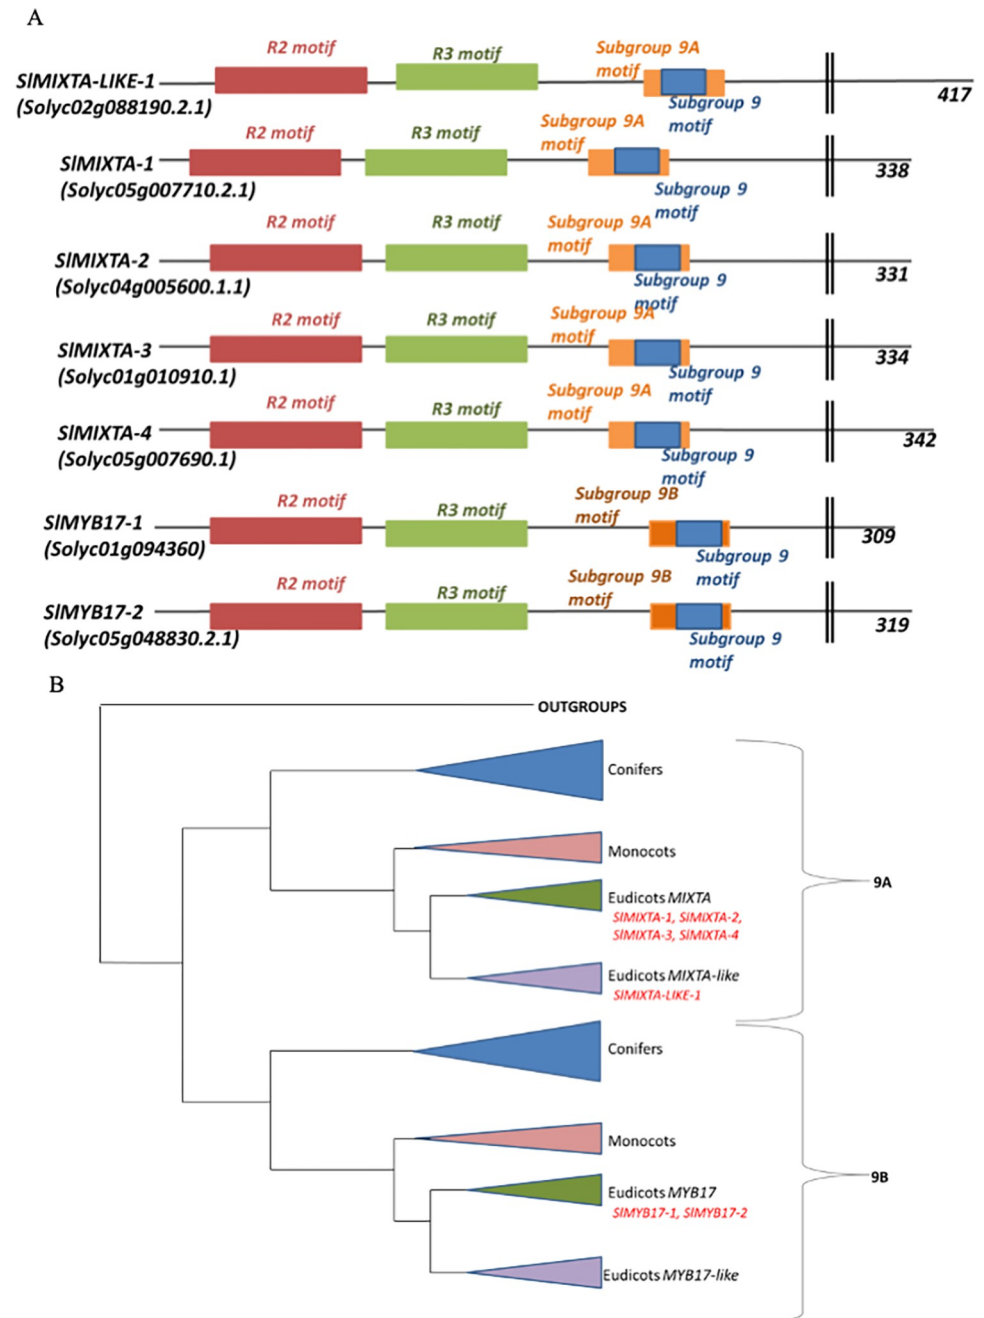 A
R2 motif
R3 motif
Subgroup 9A
motif
SlMIXTA-LIKE-1
(Solyc02g088190.2.1)
Subgroup 9
motif
417
R2 motif
R3 motif
Subgroup 9A
motif
SlMIXTA-1
(Solyc05g007710.2.1)
Subgroup 9
motif
338
R2 motif
R3 motif
Subgroup 9A
motif
SlMIXTA-2
(Solyc04g005600.1.1)
Subgroup 9
motif
331
R2 motif
R3 motif
Subgroup 9A
motif
SlMIXTA-3
(Solyc01g010910.1)
Subgroup 9
motif
334
R2 motif
R3 motif
Subgroup 9A
motif
SlMIXTA-4
(Solyc05g007690.1)
Subgroup 9
motif
342
R2 motif
R3 motif
Subgroup 9B
motif
SlMYB17-1
(Solyc01g094360)
Subgroup 9
motif
309
R2 motif
R3 motif
Subgroup 9B
motif
SlMYB17-2
(Solyc05g048830.2.1)
Subgroup 9
motif
319
B
OUTGROUPS
Conifers
Monocots
Eudicots MIXTA
SlMIXTA-1, SlMIXTA-2,
SlMIXTA-3, SlMIXTA-4
9A
Eudicots MIXTA-like
SlMIXTA-LIKE-1
Conifers
Monocots
Eudicots MYB17
SlMYB17-1, SlMYB17-2
9B
Eudicots MYB17-like